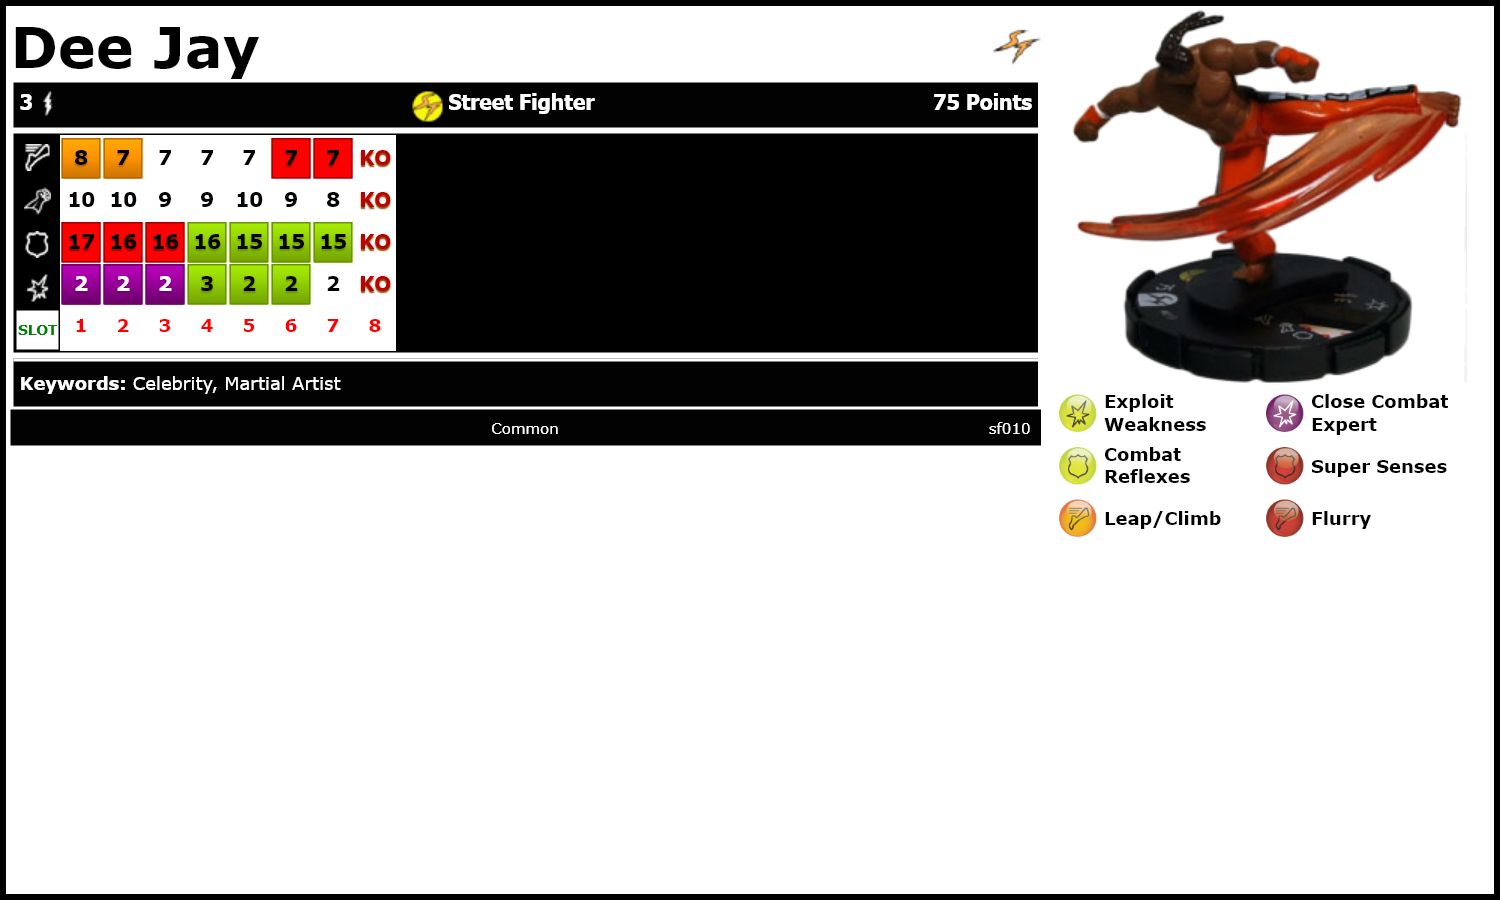 Dee Jay
3 Street Fighter 75 Points
8 7 7 7 7 7 7 KO
10 10 9 9 10 9 8 KO
17 16 16 16 15 15 15 KO
2 2 2 3 2 2 2 KO
SLOT 1 2 3 4 5 6 7 8
Keywords: Celebrity, Martial Artist
Common sf010
Exploit
Weakness
Close Combat
Expert
Combat
Reflexes
Super Senses
Leap/Climb
Flurry